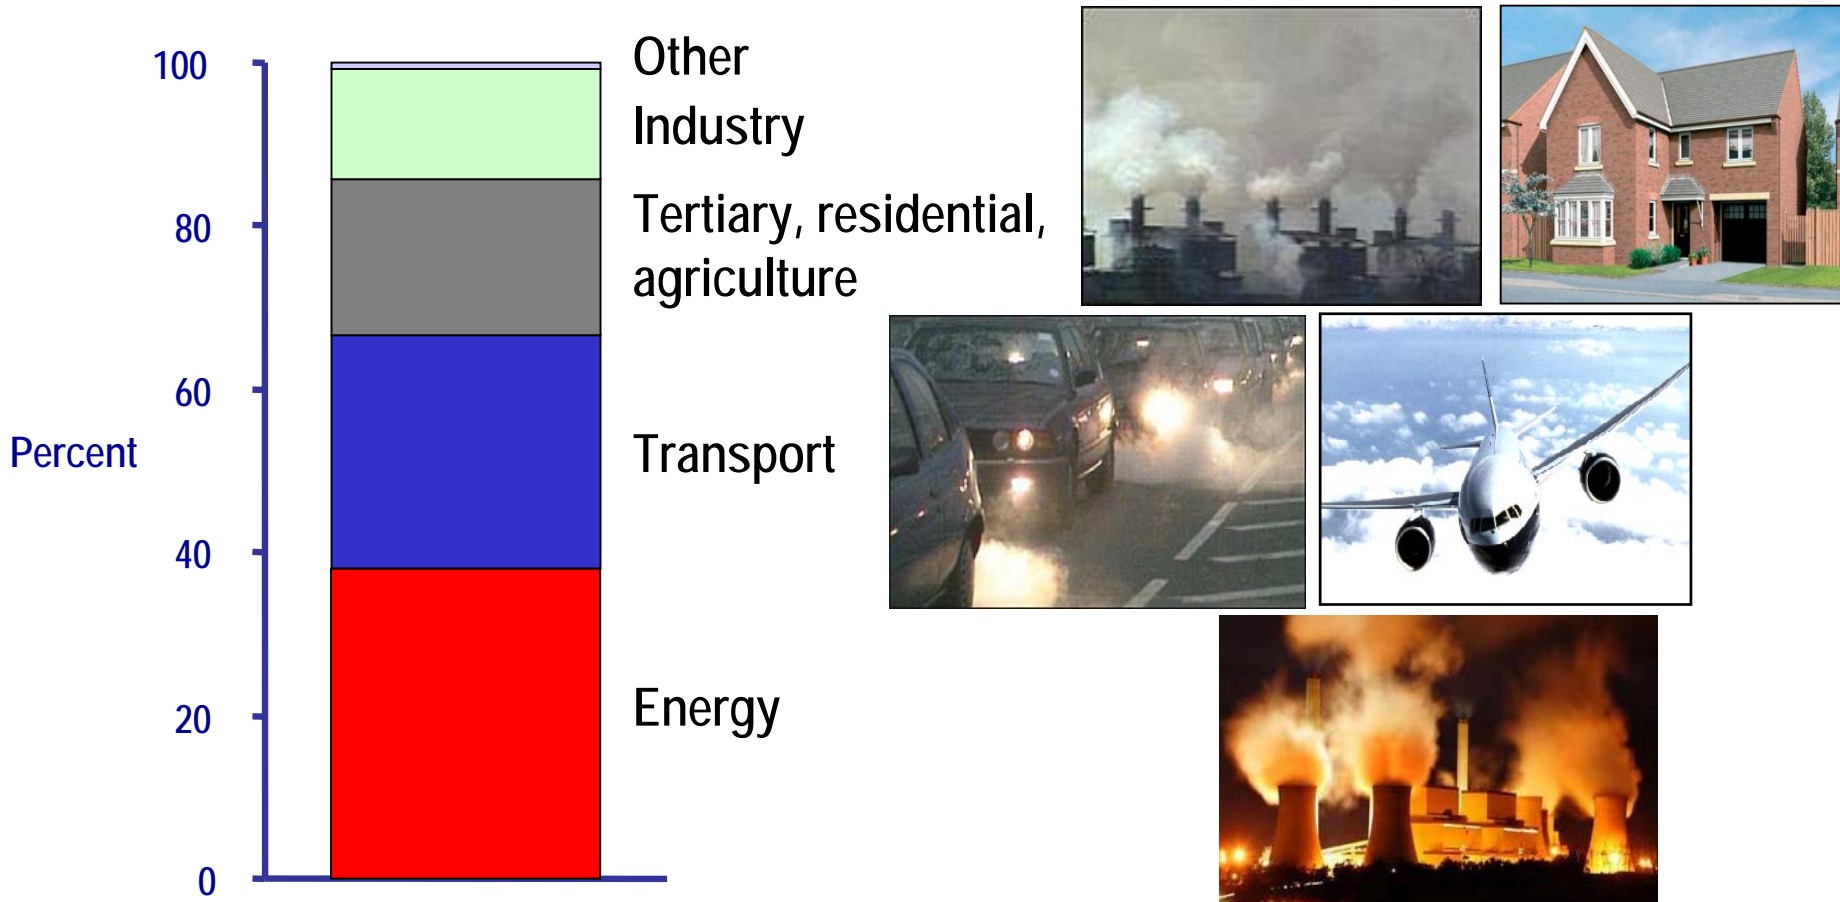 100
80
60
40
20
0
Percent
Other
Industry
Tertiary, residential,
agriculture
Transport
Energy